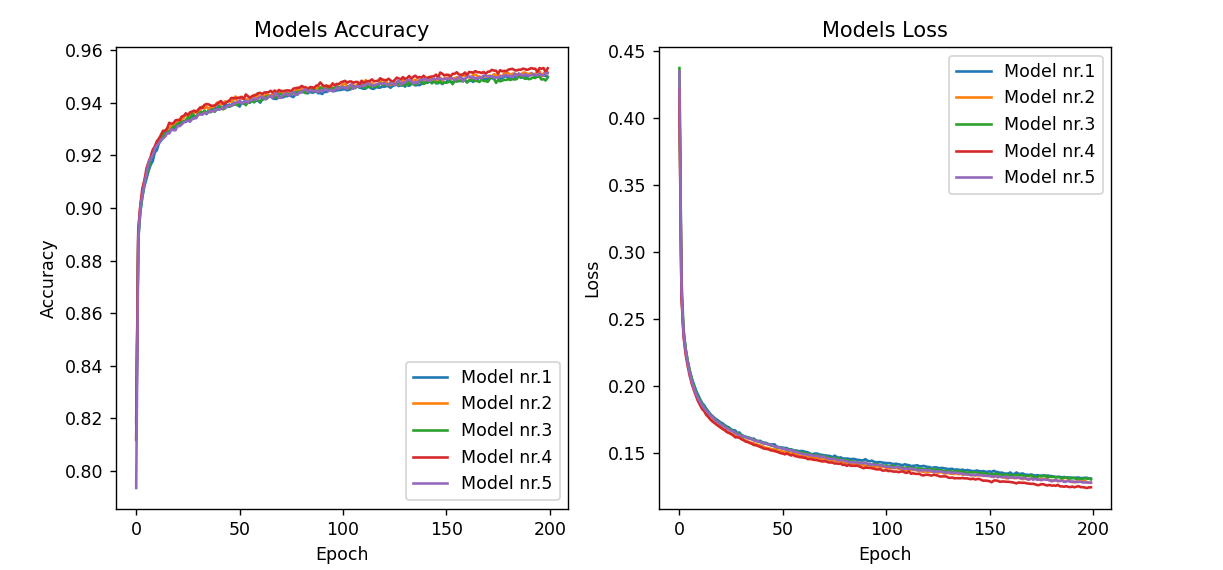 Models Accuracy
0.96
0.94
0.92
0.90
0.88
0.86
0.84
0.82
0.80
Accuracy
0
50
100
150
200
Epoch
Model nr.1
Model nr.2
Model nr.3
Model nr.4
Model nr.5
Models Loss
0.45
0.40
0.35
0.30
0.25
0.20
0.15
Loss
0
50
100
150
200
Epoch
Model nr.1
Model nr.2
Model nr.3
Model nr.4
Model nr.5